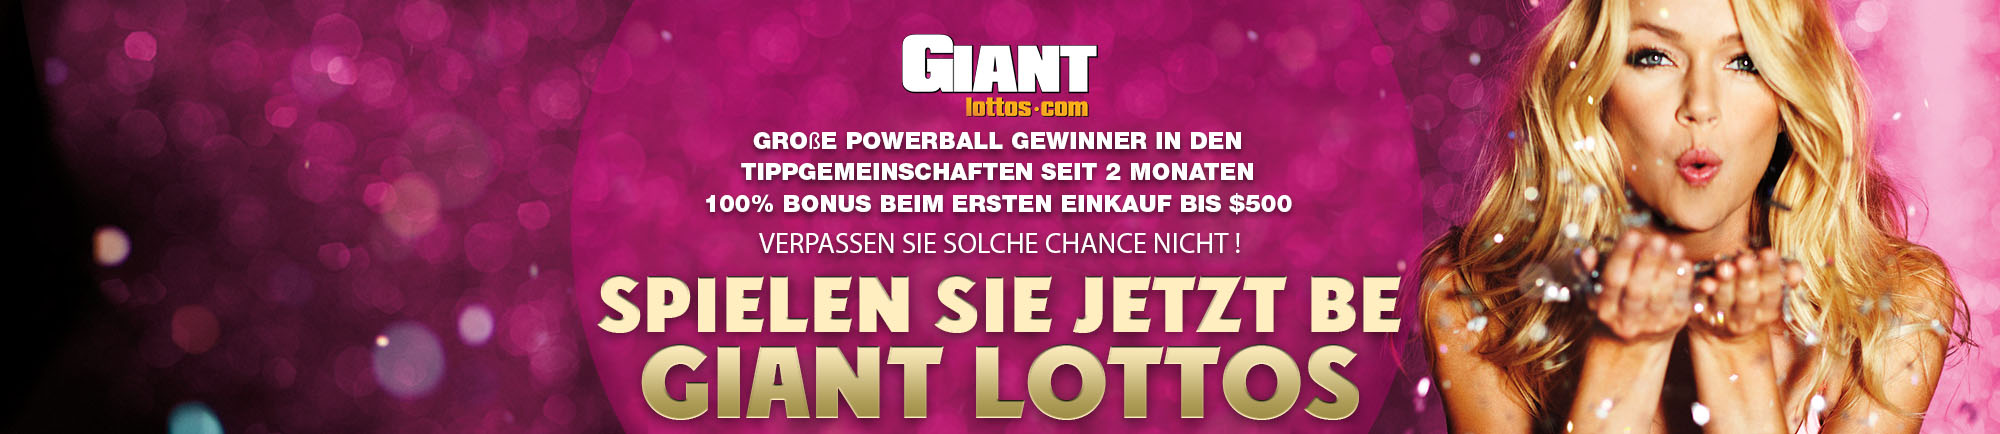 GIANT
lottos.com
GROßE POWERBALL GEWINNER IN DEN
TIPPGEMEINSCHAFTEN SEIT 2 MONATEN
100% BONUS BEIM ERSTEN EINKAUF BIS $500
VERPASSEN SIE SOLCHE CHANCE NICHT !
SPIELEN SIE JETZT BE
GIANT LOTTOS